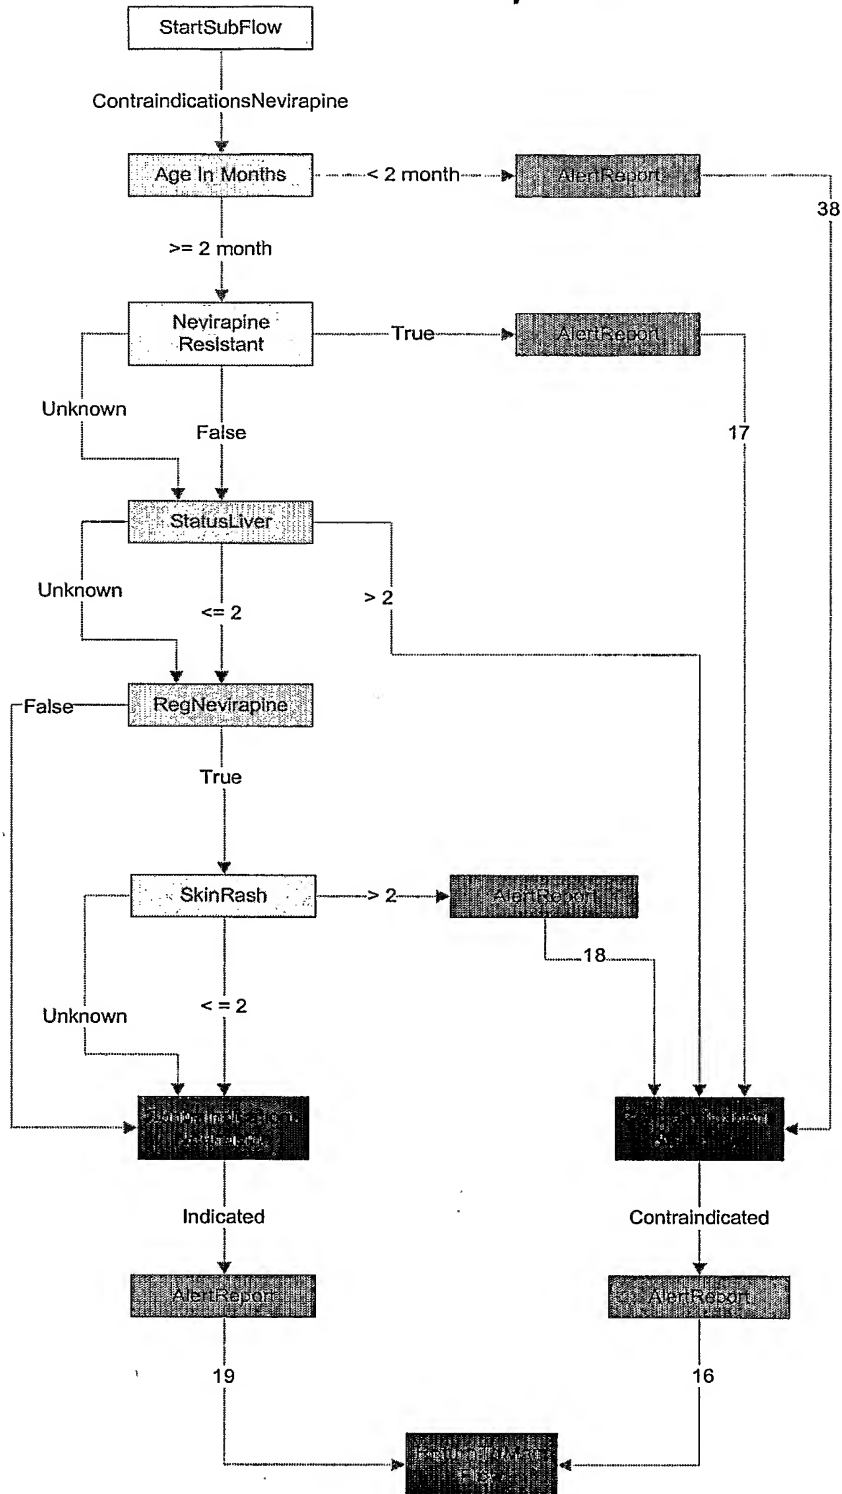 StartSubFlow
ContraindicationsNevirapine
Age In Months
< 2 month
AlertReport
38
>= 2 month
Nevirapine
Resistant
True
AlertReport
Unknown
False
17
StatusLiver
Unknown
<= 2
> 2
RegNevirapine
False
True
SkinRash
> 2
AlertReport
18
Unknown
< = 2
Indicated
Contraindicated
AlertReport
AlertReport
19
16